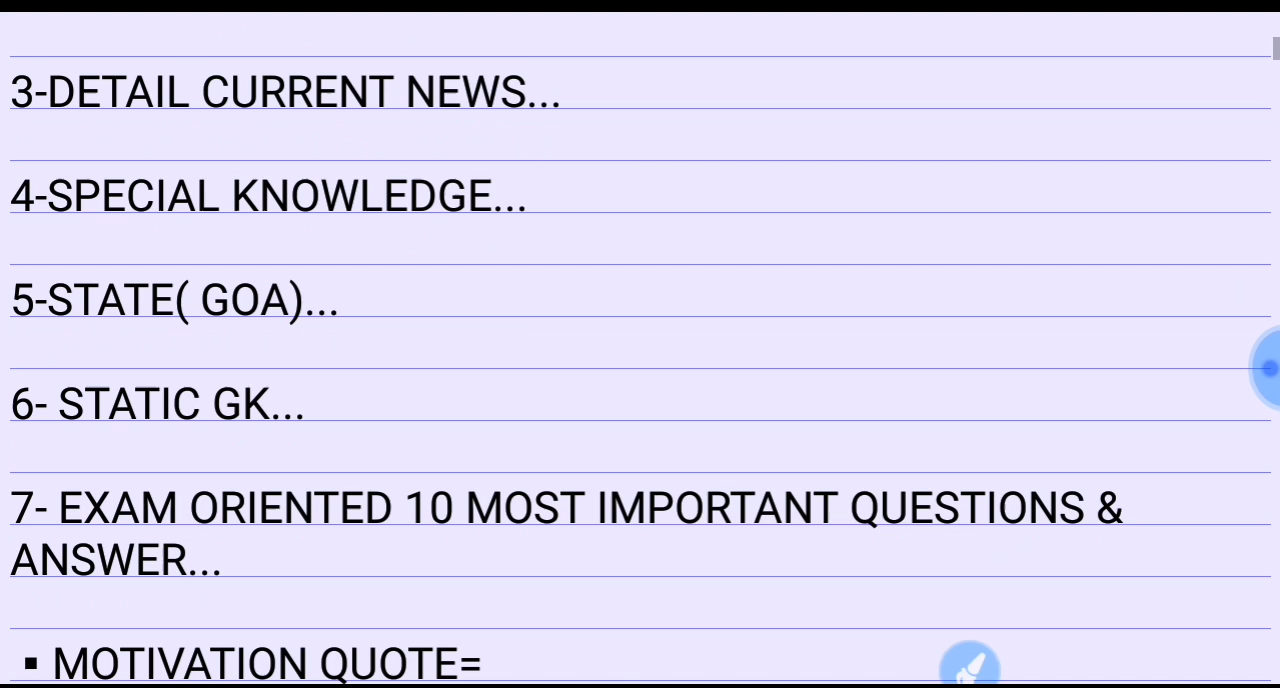 3-DETAIL CURRENT NEWS...
4-SPECIAL KNOWLEDGE...
5-STATE( GOA)...
6- STATIC GK...
7- EXAM ORIENTED 10 MOST IMPORTANT QUESTIONS &
ANSWER...
▪ MOTIVATION QUOTE=